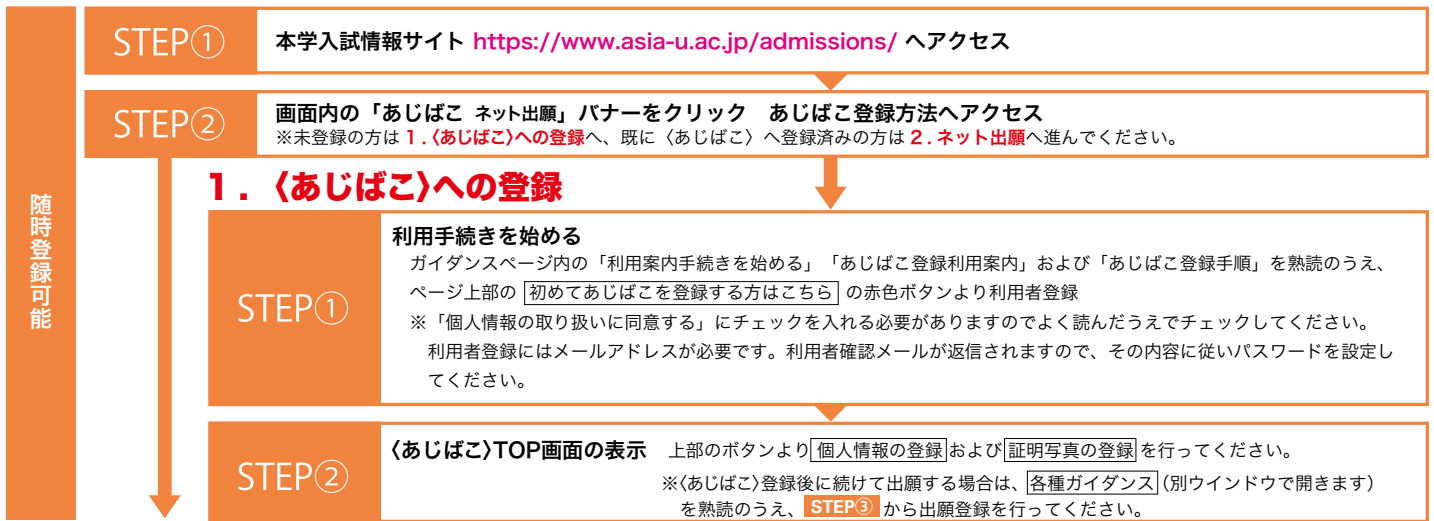 随時登録可能
STEP①
本学入試情報サイト https://www.asia-u.ac.jp/admissions/ へアクセス
STEP②
画面内の「あじばこ ネット出願」バナーをクリック　あじばこ登録方法へアクセス
※未登録の方は 1.〈あじばこ〉への登録へ、既に〈あじばこ〉へ登録済みの方は 2.ネット出願へ進んでください。
1．〈あじばこ〉への登録
STEP①
利用手続きを始める
ガイダンスページ内の「利用案内手続きを始める」「あじばこ登録利用案内」および「あじばこ登録手順」を熟読のうえ、
ページ上部の 初めてあじばこを登録する方はこちら の赤色ボタンより利用者登録
※「個人情報の取り扱いに同意する」にチェックを入れる必要がありますのでよく読んだうえでチェックしてください。
利用者登録にはメールアドレスが必要です。利用者確認メールが返信されますので、その内容に従いパスワードを設定し
てください。
STEP②
〈あじばこ〉TOP画面の表示　上部のボタンより 個人情報の登録 および 証明写真の登録 を行ってください。
※〈あじばこ〉登録後に続けて出願する場合は、各種ガイダンス（別ウインドウで開きます）
を熟読のうえ、 STEP③ から出願登録を行ってください。